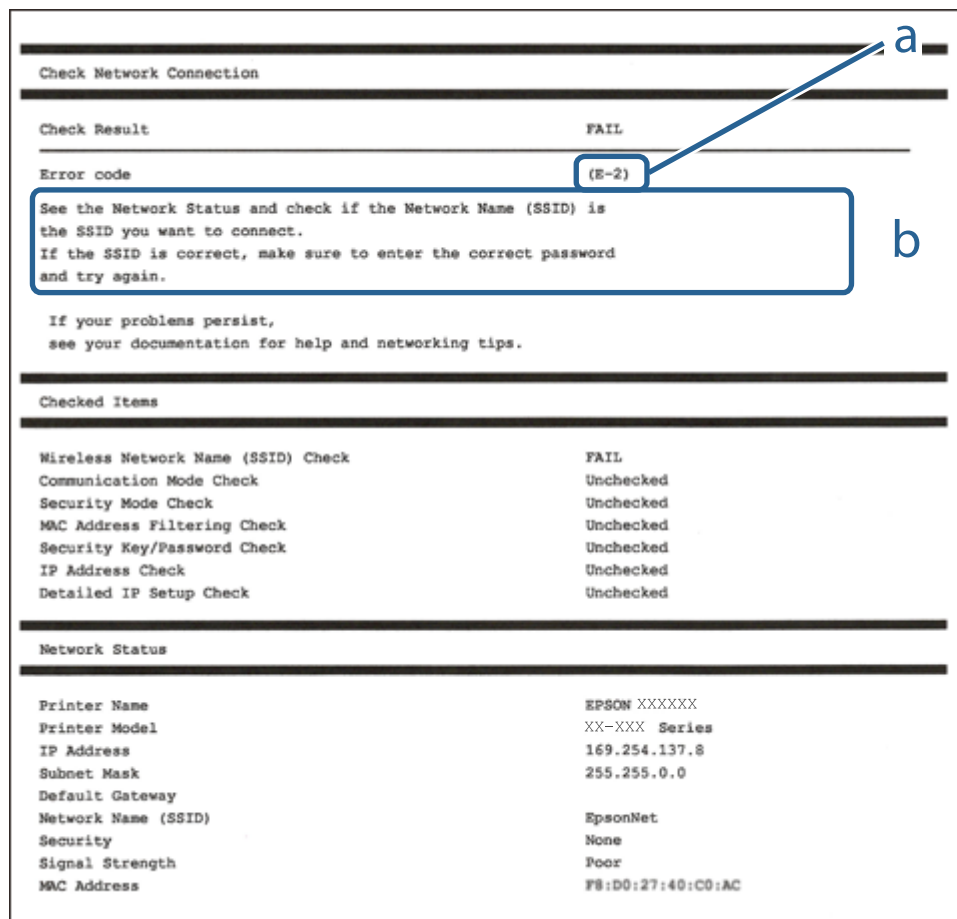 a
Check Network Connection
Check Result FAIL
Error code (E-2)
See the Network Status and check if the Network Name (SSID) is
the SSID you want to connect.
If the SSID is correct, make sure to enter the correct password
and try again.
b
If your problems persist,
see your documentation for help and networking tips.
Checked Items
Wireless Network Name (SSID) Check FAIL
Communication Mode Check Unchecked
Security Mode Check Unchecked
MAC Address Filtering Check Unchecked
Security Key/Password Check Unchecked
IP Address Check Unchecked
Detailed IP Setup Check Unchecked
Network Status
Printer Name EPSON XXXXXX
Printer Model XX-XXX Series
IP Address 169.254.137.8
Subnet Mask 255.255.0.0
Default Gateway
Network Name (SSID) EpsonNet
Security None
Signal Strength Poor
MAC Address F8:D0:27:40:C0:AC